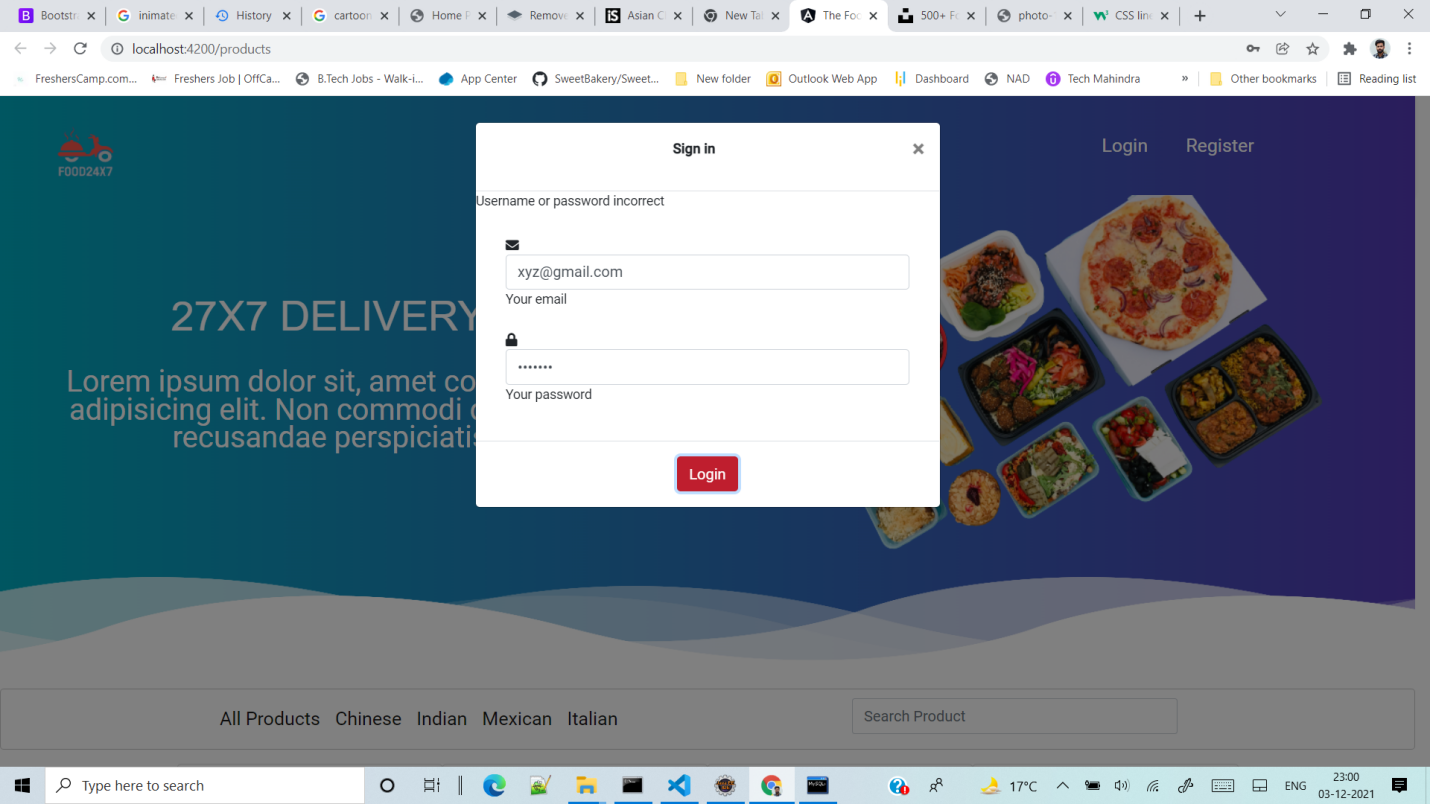 Bootstr
inimate
History
cartoon
Home P
Remove
Asian C
New Tal
The Foo
500+ Fo
photo-
CSS line
localhost:4200/products
FreshersCamp.com...
Freshers Job | OffCa...
B.Tech Jobs - Walk-i...
App Center
SweetBakery/Sweet...
New folder
Outlook Web App
Dashboard
NAD
Tech Mahindra
»
Other bookmarks
Reading list
FOOD24X7
Login
Register
Sign in
×
Username or password incorrect
xyz@gmail.com
Your email
•••••••
Your password
Login
27X7 DELIVERY
Lorem ipsum dolor sit, amet co
adipisicing elit. Non commodi
recusandae perspiciatis
All Products
Chinese
Indian
Mexican
Italian
Search Product
Type here to search
17°C
ENG
23:00
03-12-2021